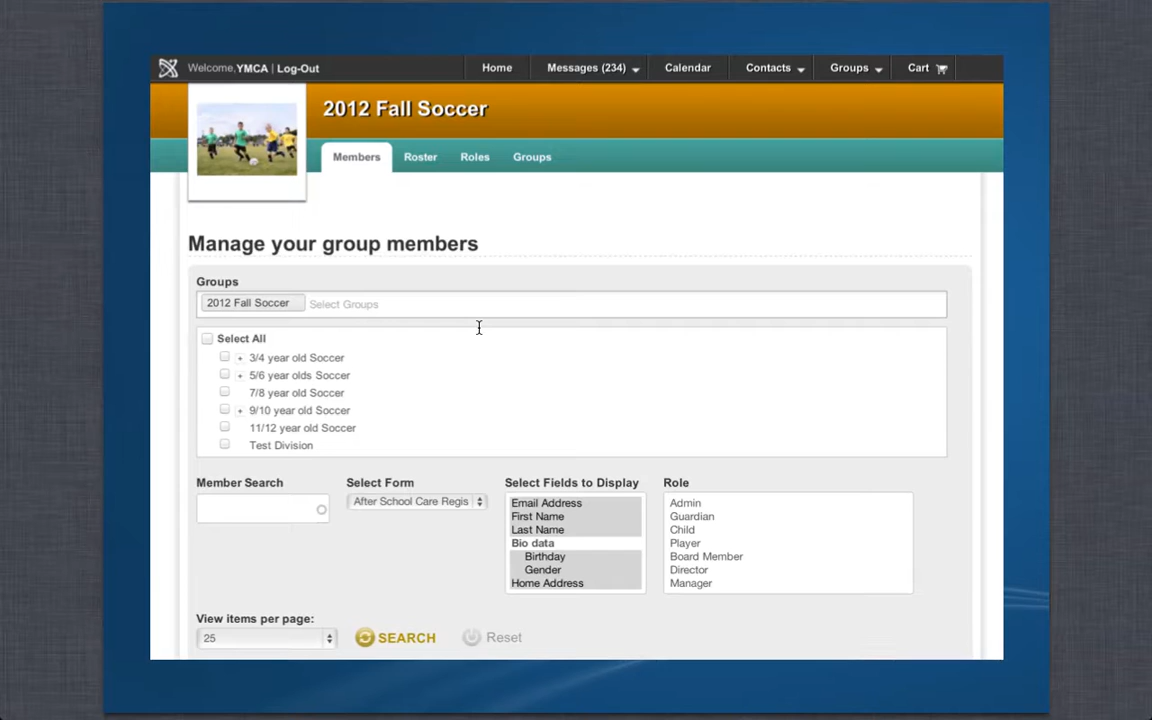 Welcome,YMCA | Log-Out Home Messages (234) Calendar Contacts Groups Cart
2012 Fall Soccer
Members Roster Roles Groups
Manage your group members
Groups
2012 Fall Soccer Select Groups
Select All
+ 3/4 year old Soccer
+ 5/6 year olds Soccer
7/8 year old Soccer
+ 9/10 year old Soccer
11/12 year old Soccer
Test Division
Member Search Select Form Select Fields to Display Role
After School Care Regis
Email Address
First Name
Last Name
Bio data
Birthday
Gender
Home Address
Admin
Guardian
Child
Player
Board Member
Director
Manager
View items per page:
25 SEARCH Reset